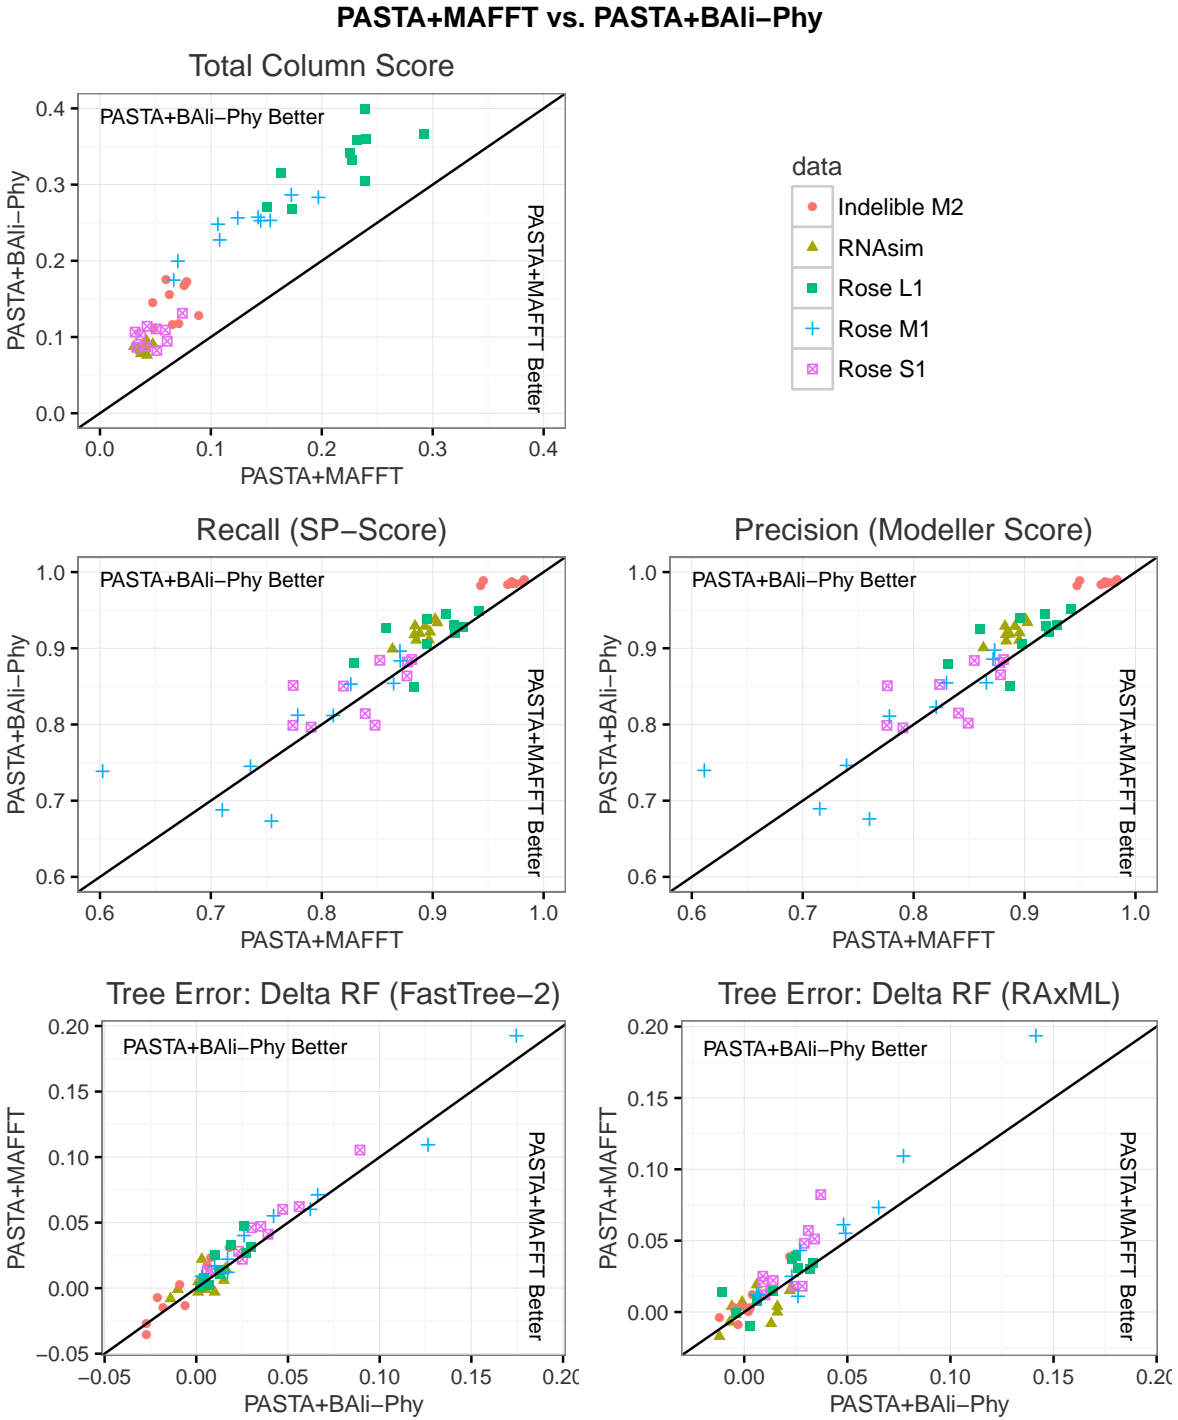 PASTA+MAFFT vs. PASTA+BAli−Phy
Total Column Score
PASTA+BAli−Phy Better
PASTA+MAFFT Better
PASTA+BAli−Phy
0.4
0.3
0.2
0.1
0.0
0.0 0.1 0.2 0.3 0.4
PASTA+MAFFT
data
Indelible M2
RNAsim
Rose L1
Rose M1
Rose S1
Recall (SP−Score)
PASTA+BAli−Phy Better
PASTA+MAFFT Better
PASTA+BAli−Phy
1.0
0.9
0.8
0.7
0.6
0.6 0.7 0.8 0.9 1.0
PASTA+MAFFT
Precision (Modeller Score)
PASTA+BAli−Phy Better
PASTA+MAFFT Better
PASTA+BAli−Phy
1.0
0.9
0.8
0.7
0.6
0.6 0.7 0.8 0.9 1.0
PASTA+MAFFT
Tree Error: Delta RF (FastTree−2)
PASTA+BAli−Phy Better
PASTA+MAFFT Better
PASTA+MAFFT
0.20
0.15
0.10
0.05
0.00
−0.05
−0.05 0.00 0.05 0.10 0.15 0.20
PASTA+BAli−Phy
Tree Error: Delta RF (RAxML)
PASTA+BAli−Phy Better
PASTA+MAFFT Better
PASTA+MAFFT
0.20
0.15
0.10
0.05
0.00
0.00 0.05 0.10 0.15 0.20
PASTA+BAli−Phy